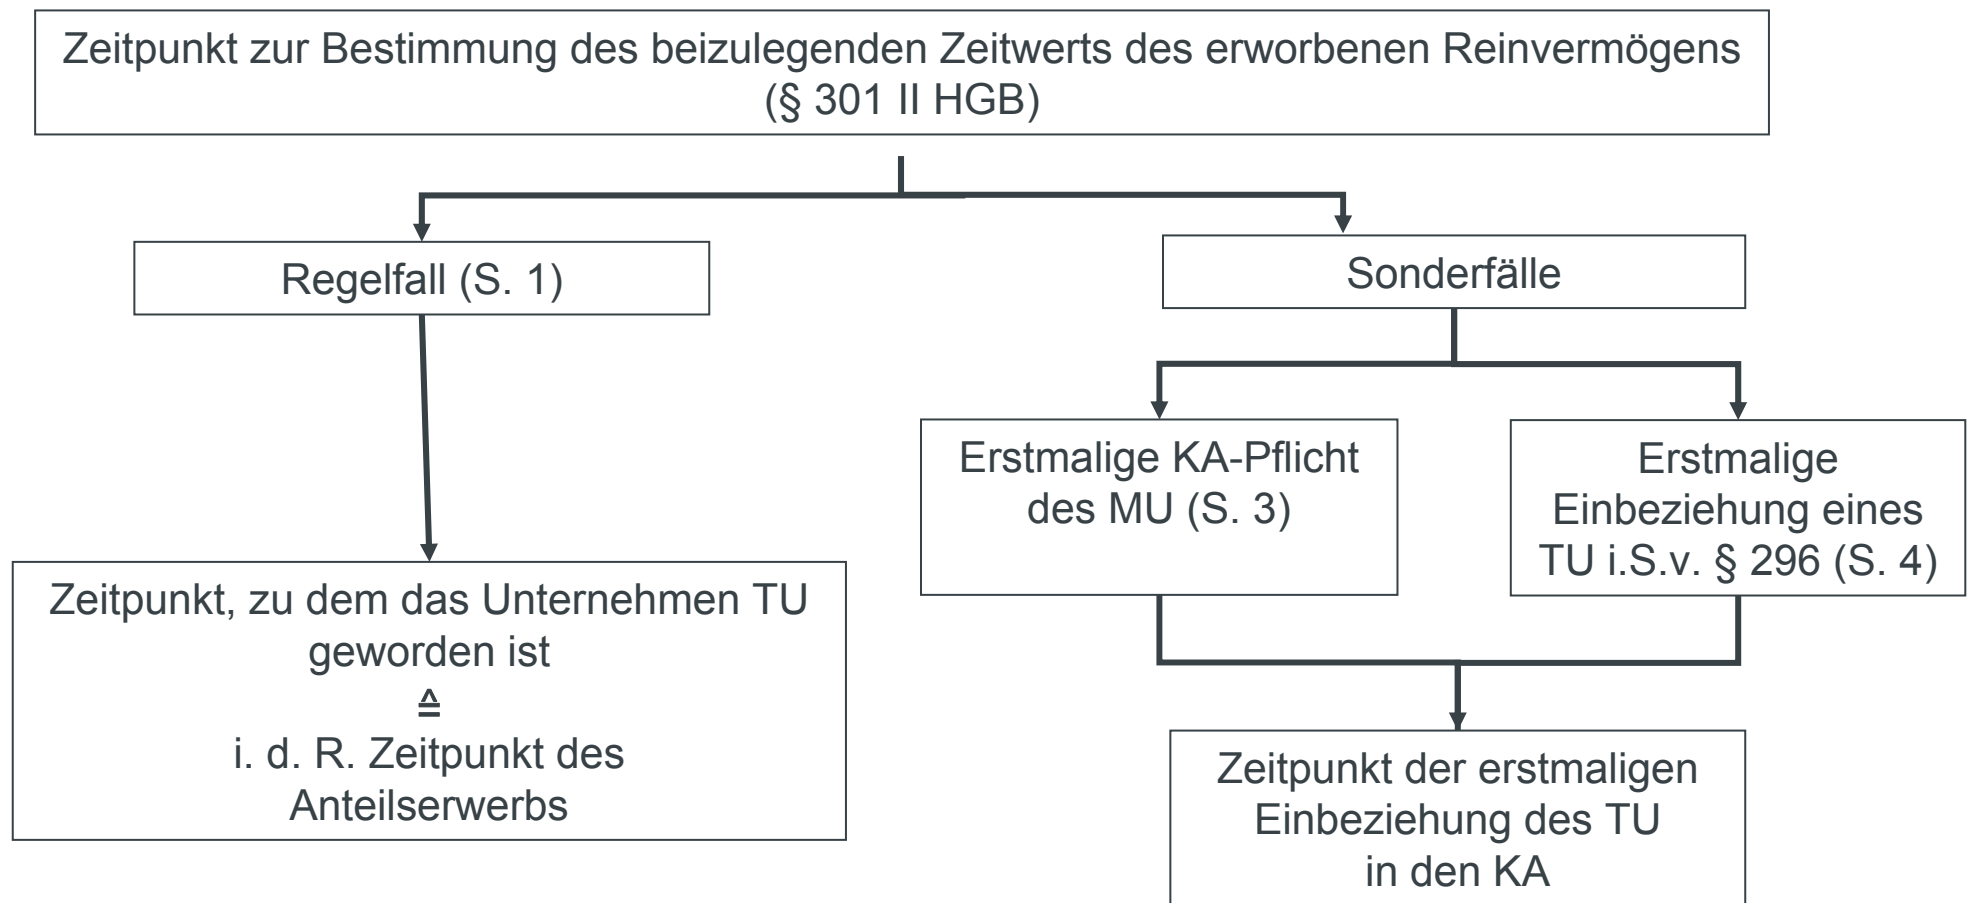 Zeitpunkt zur Bestimmung des beizulegenden Zeitwerts des erworbenen Reinvermögens
(§ 301 II HGB)
Regelfall (S. 1)
Sonderfälle
Erstmalige KA-Pflicht
des MU (S. 3)
Erstmalige
Einbeziehung eines
TU i.S.v. § 296 (S. 4)
Zeitpunkt, zu dem das Unternehmen TU
geworden ist
≙
i. d. R. Zeitpunkt des
Anteilserwerbs
Zeitpunkt der erstmaligen
Einbeziehung des TU
in den KA